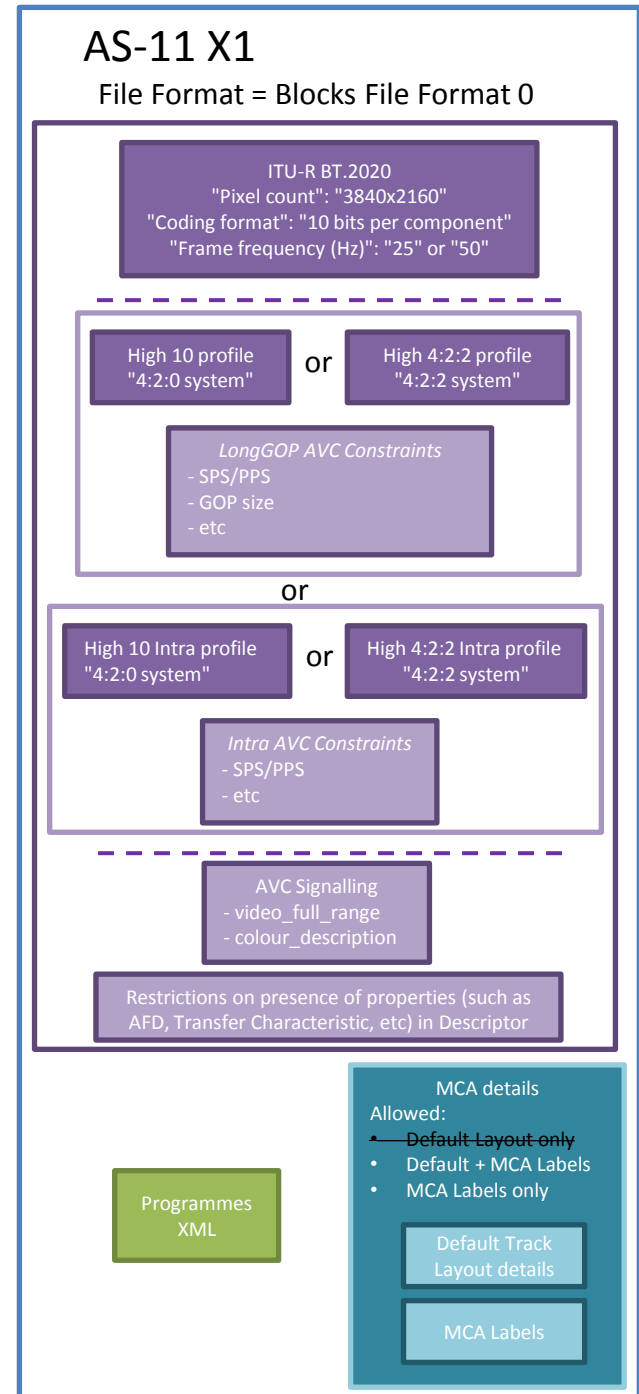 AS-11 X1
File Format = Blocks File Format 0
ITU-R BT.2020
"Pixel count": "3840x2160"
"Coding format": "10 bits per component"
"Frame frequency (Hz)": "25" or "50"
High 10 profile
"4:2:0 system"
or
High 4:2:2 profile
"4:2:2 system"
LongGOP AVC Constraints
- SPS/PPS
- GOP size
- etc
or
High 10 Intra profile
"4:2:0 system"
or
High 4:2:2 Intra profile
"4:2:2 system"
Intra AVC Constraints
- SPS/PPS
- etc
AVC Signalling
- video_full_range
- colour_description
Restrictions on presence of properties (such as
AFD, Transfer Characteristic, etc) in Descriptor
Programmes
XML
MCA details
Allowed:
• Default Layout only
• Default + MCA Labels
• MCA Labels only
Default Track
Layout details
MCA Labels